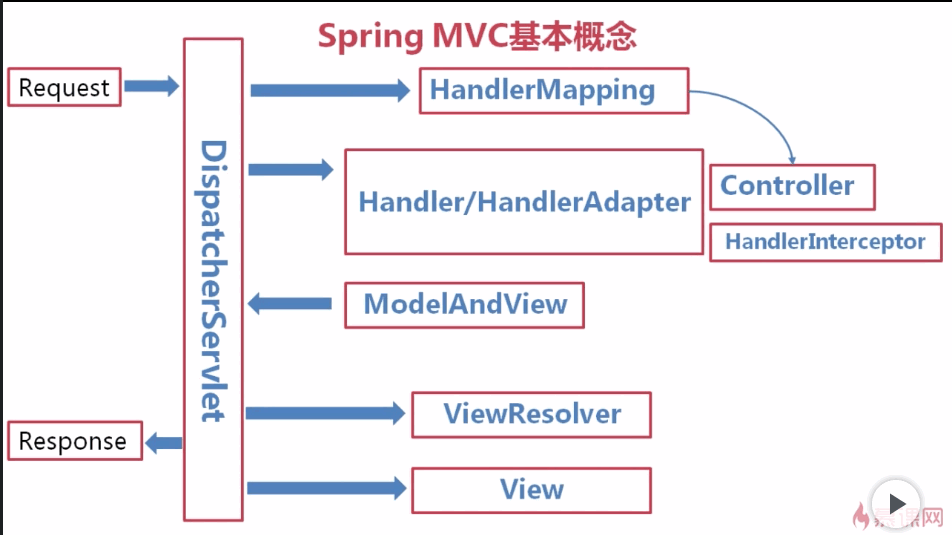 Spring MVC基本概念
Request
HandlerMapping
DispatcherServlet
Handler/HandlerAdapter
Controller
HandlerInterceptor
ModelAndView
ViewResolver
Response
View